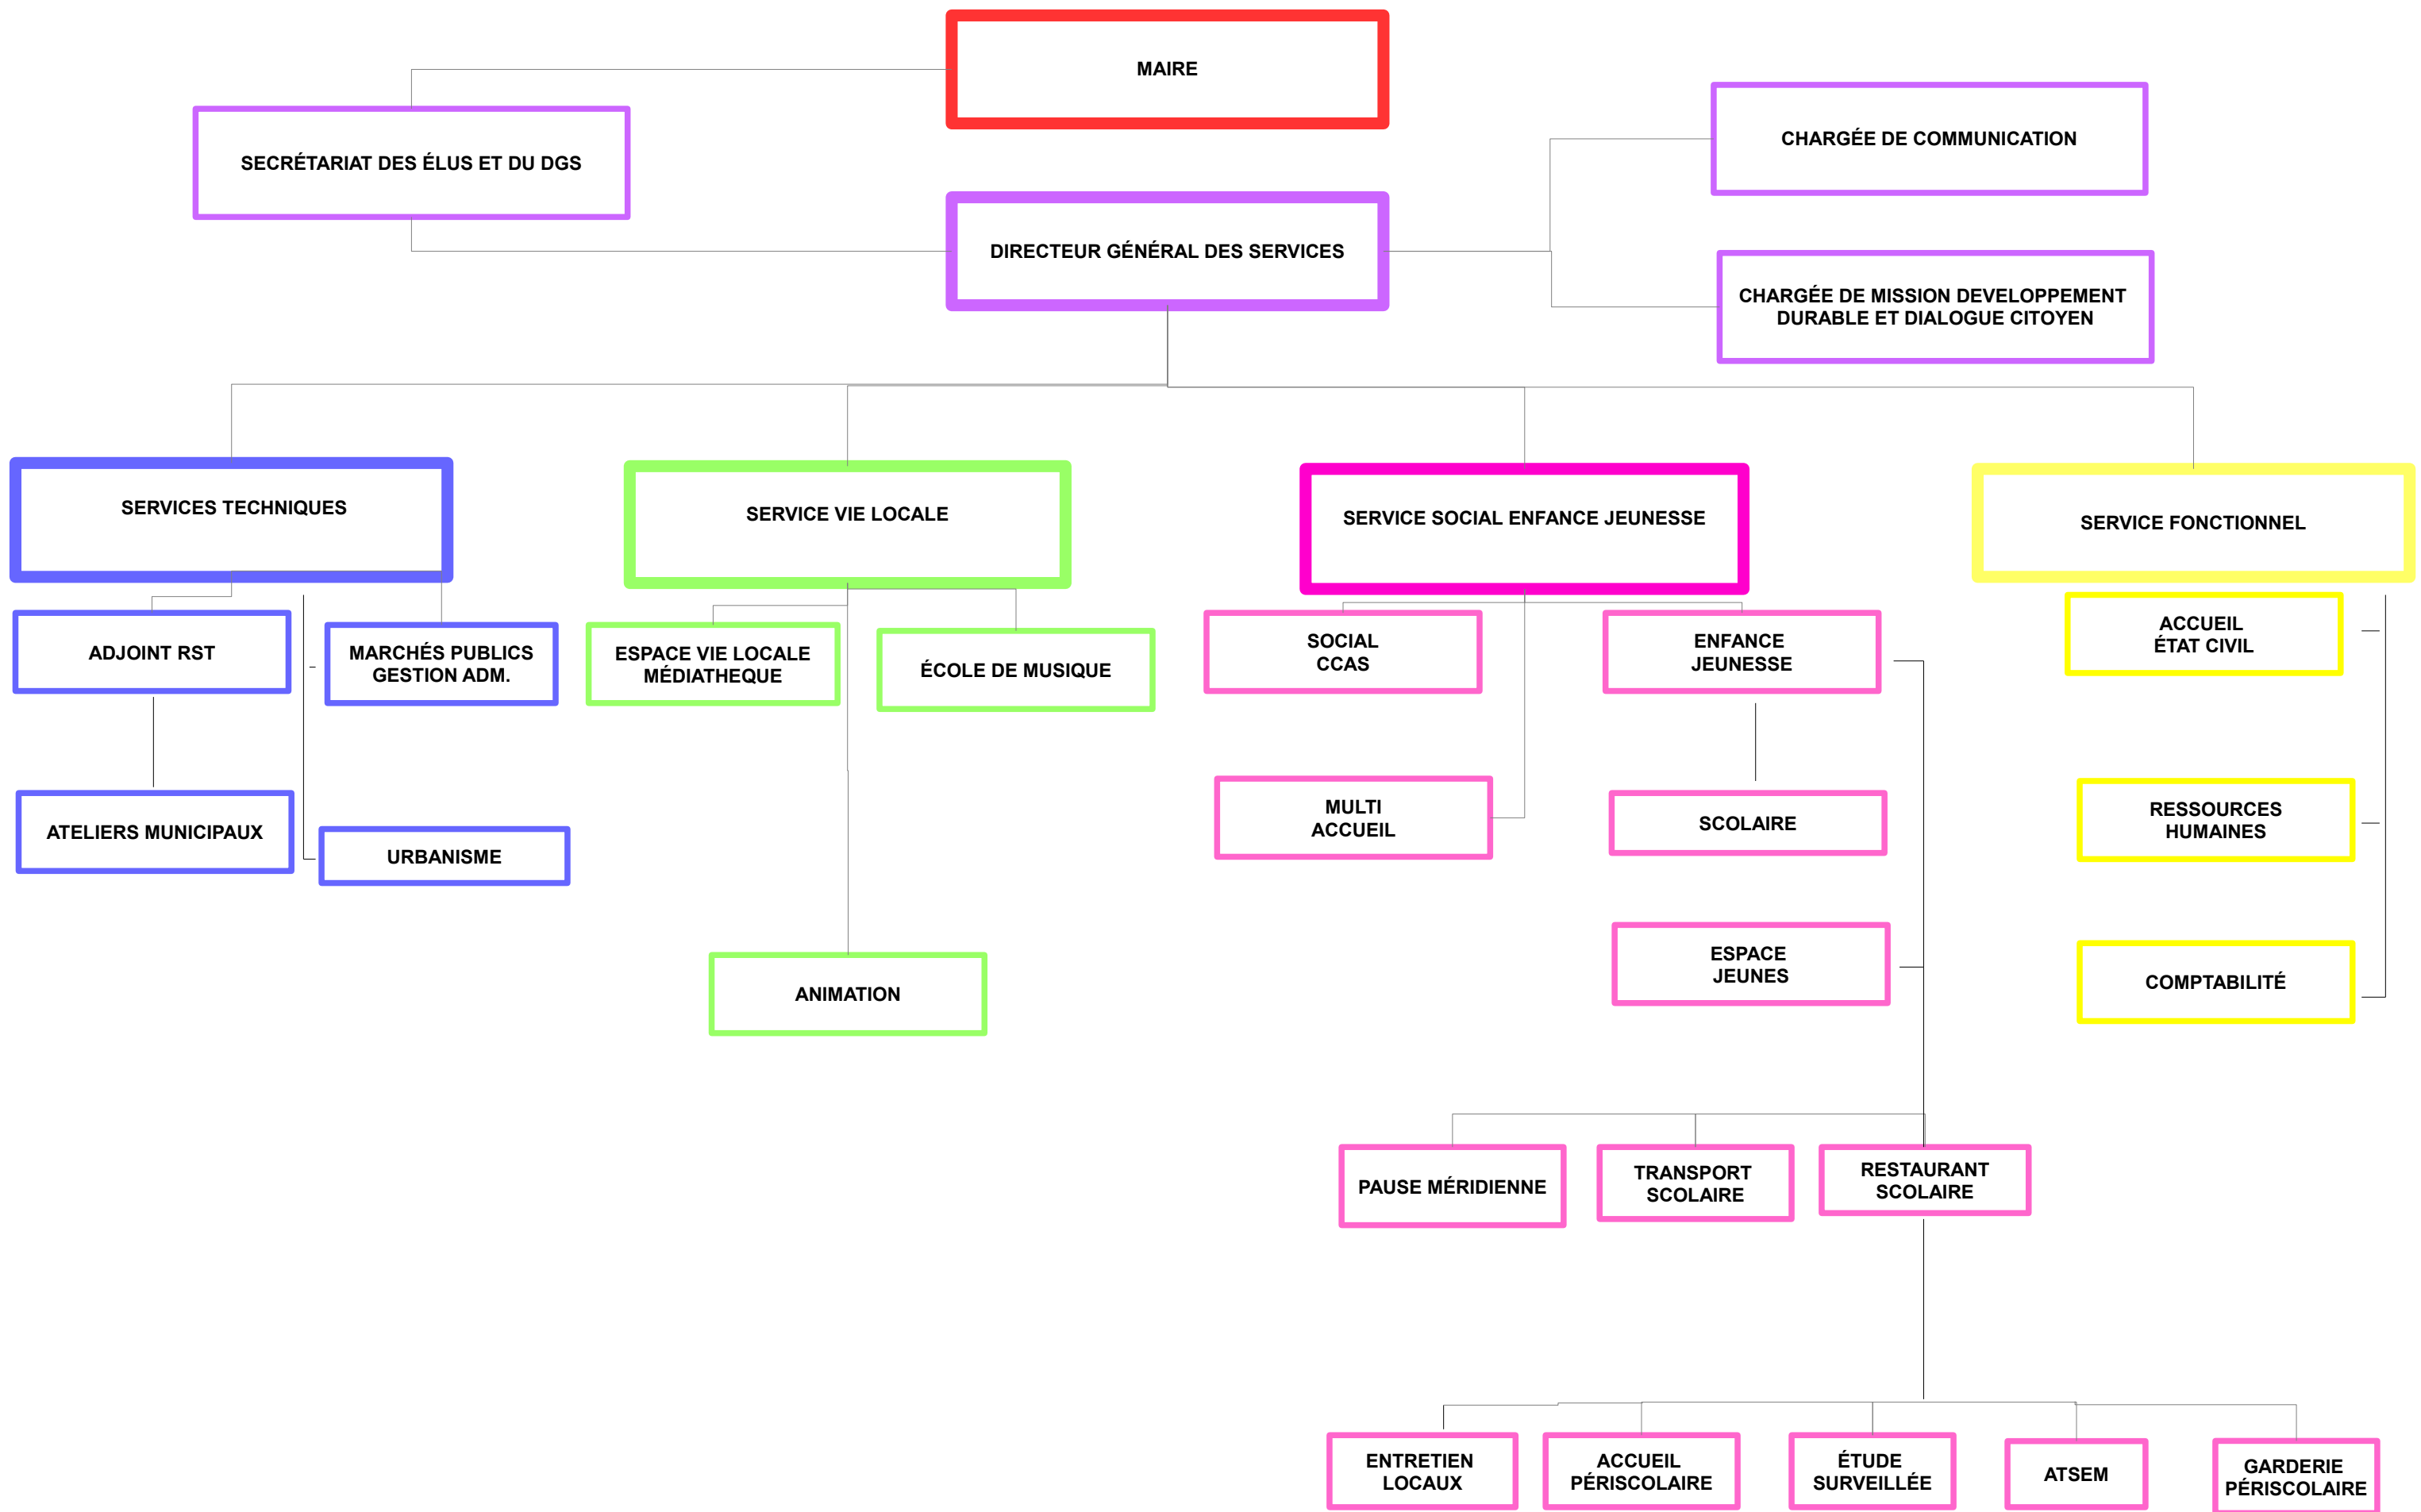 MAIRE
SECRÉTARIAT DES ÉLUS ET DU DGS
CHARGÉE DE COMMUNICATION
DIRECTEUR GÉNÉRAL DES SERVICES
CHARGÉE DE MISSION DEVELOPPEMENT
DURABLE ET DIALOGUE CITOYEN
SERVICES TECHNIQUES
SERVICE VIE LOCALE
SERVICE SOCIAL ENFANCE JEUNESSE
SERVICE FONCTIONNEL
ADJOINT RST
MARCHÉS PUBLICS
GESTION ADM.
ESPACE VIE LOCALE
MÉDIATHEQUE
ÉCOLE DE MUSIQUE
SOCIAL
CCAS
ENFANCE
JEUNESSE
ACCUEIL
ÉTAT CIVIL
ATELIERS MUNICIPAUX
URBANISME
MULTI
ACCUEIL
SCOLAIRE
RESSOURCES
HUMAINES
ANIMATION
ESPACE
JEUNES
COMPTABILITÉ
PAUSE MÉRIDIENNE
TRANSPORT
SCOLAIRE
RESTAURANT
SCOLAIRE
ENTRETIEN
LOCAUX
ACCUEIL
PÉRISCOLAIRE
ÉTUDE
SURVEILLÉE
ATSEM
GARDERIE
PÉRISCOLAIRE